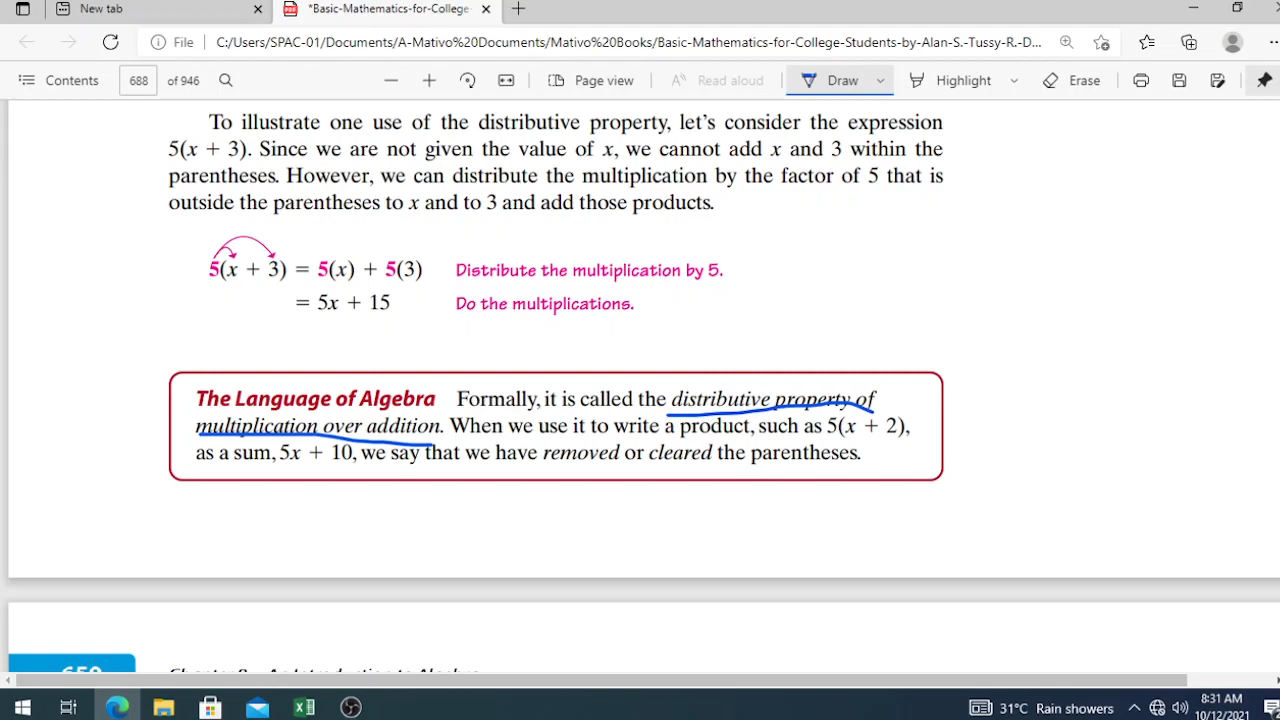 New tab
*Basic-Mathematics-for-College-
File
C:/Users/SPAC-01/Documents/A-Mativo%20Documents/Mativo%20Books/Basic-Mathematics-for-College-Students-by-Alan-S.-Tussy-R.-D...
Contents
688
of 946
Page view
Read aloud
Draw
Highlight
Erase
To illustrate one use of the distributive property, let's consider the expression
5(x + 3). Since we are not given the value of x, we cannot add x and 3 within the
parentheses. However, we can distribute the multiplication by the factor of 5 that is
outside the parentheses to x and to 3 and add those products.
5(x + 3) = 5(x) + 5(3) Distribute the multiplication by 5.
= 5x + 15 Do the multiplications.
The Language of Algebra Formally, it is called the distributive property of
multiplication over addition. When we use it to write a product, such as 5(x + 2),
as a sum, 5x + 10, we say that we have removed or cleared the parentheses.
31°C Rain showers
8:31 AM
10/12/2021